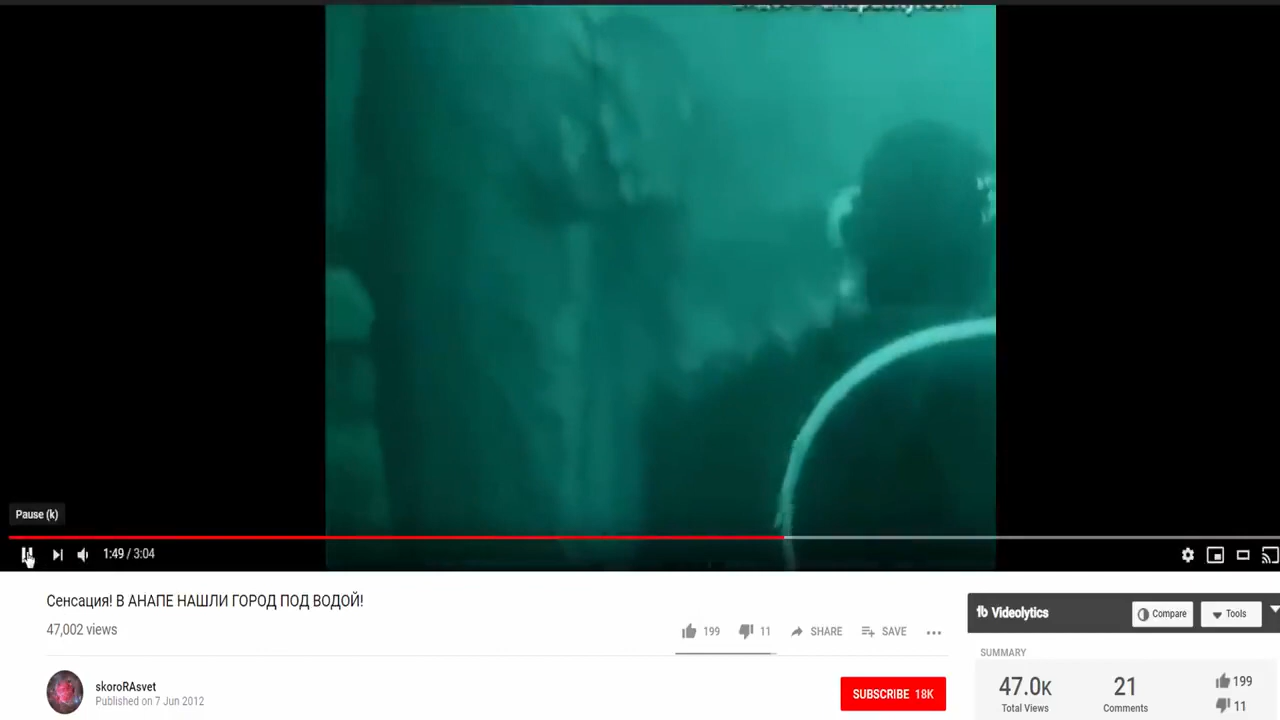 Pause (k)
1:49 / 3:04
Сенсация! В АНАПЕ НАШЛИ ГОРОД ПОД ВОДОЙ!
47,002 views
199
11
SHARE
SAVE
skoroRAsvet
Published on 7 Jun 2012
SUBSCRIBE 18K
tb Videolytics
Compare
Tools
SUMMARY
47.0K
Total Views
21
Comments
199
11